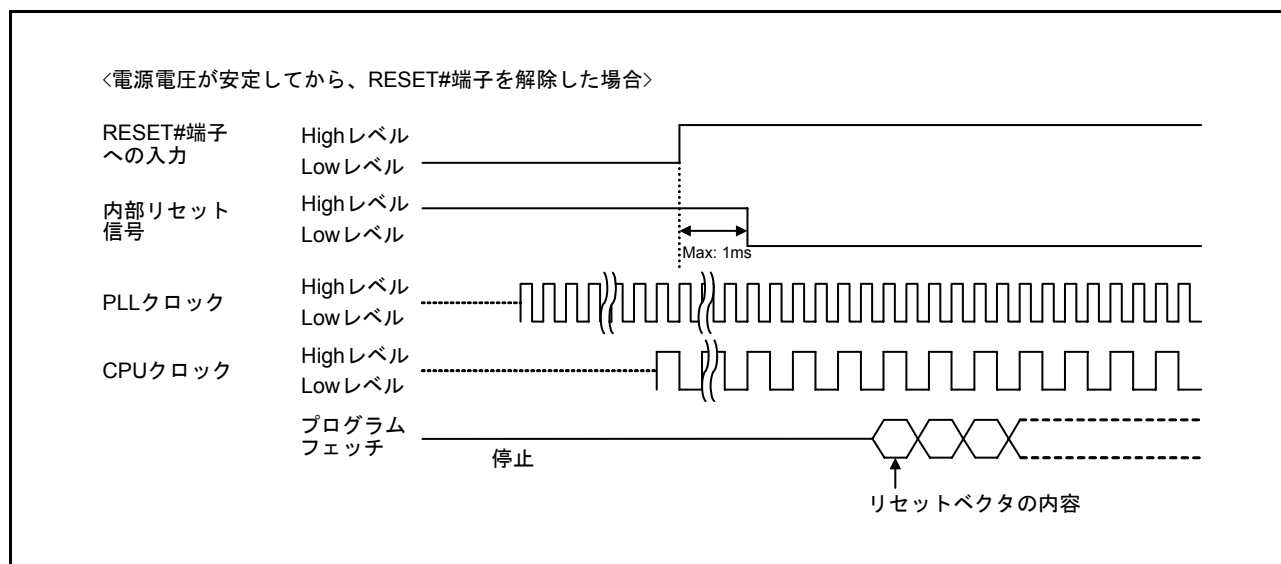 <電源電圧が安定してから、RESET#端子を解除した場合>
RESET#端子
への入力
Highレベル
Lowレベル
内部リセット
信号
Highレベル
Lowレベル
Max: 1ms
PLLクロック
Highレベル
Lowレベル
CPUクロック
Highレベル
Lowレベル
プログラム
フェッチ
停止
リセットベクタの内容